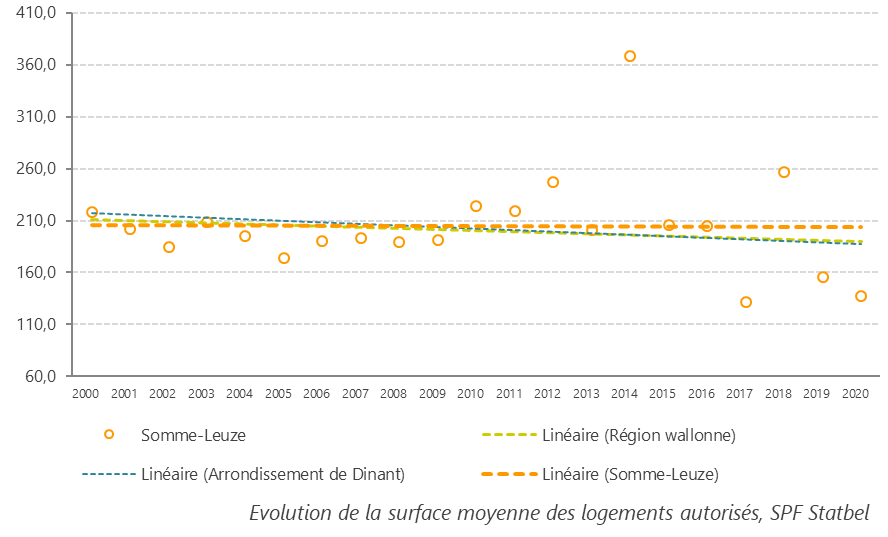 410,0
360,0
310,0
260,0
210,0
160,0
110,0
60,0
2000 2001 2002 2003 2004 2005 2006 2007 2008 2009 2010 2011 2012 2013 2014 2015 2016 2017 2018 2019 2020
Somme-Leuze Linéaire (Région wallonne)
Linéaire (Arrondissement de Dinant) Linéaire (Somme-Leuze)
Evolution de la surface moyenne des logements autorisés, SPF Statbel